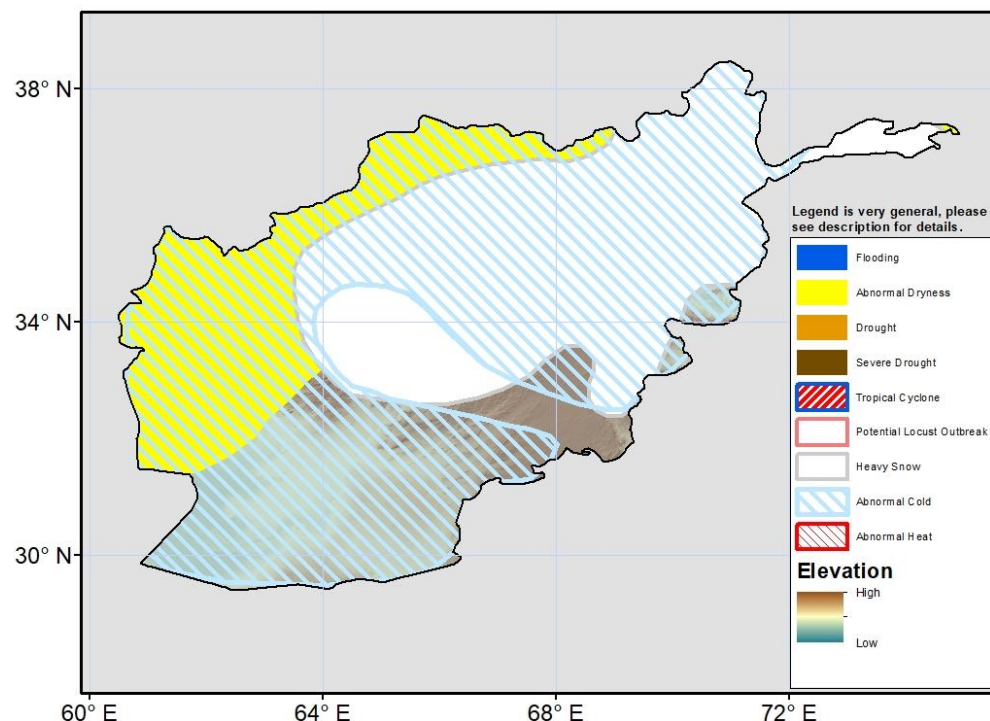 38° N
34° N
30° N
60° E
64° E
68° E
72° E
Legend is very general, please
see description for details.
Flooding
Abnormal Dryness
Drought
Severe Drought
Tropical Cyclone
Potential Locust Outbreak
Heavy Snow
Abnormal Cold
Abnormal Heat
Elevation
High
Low